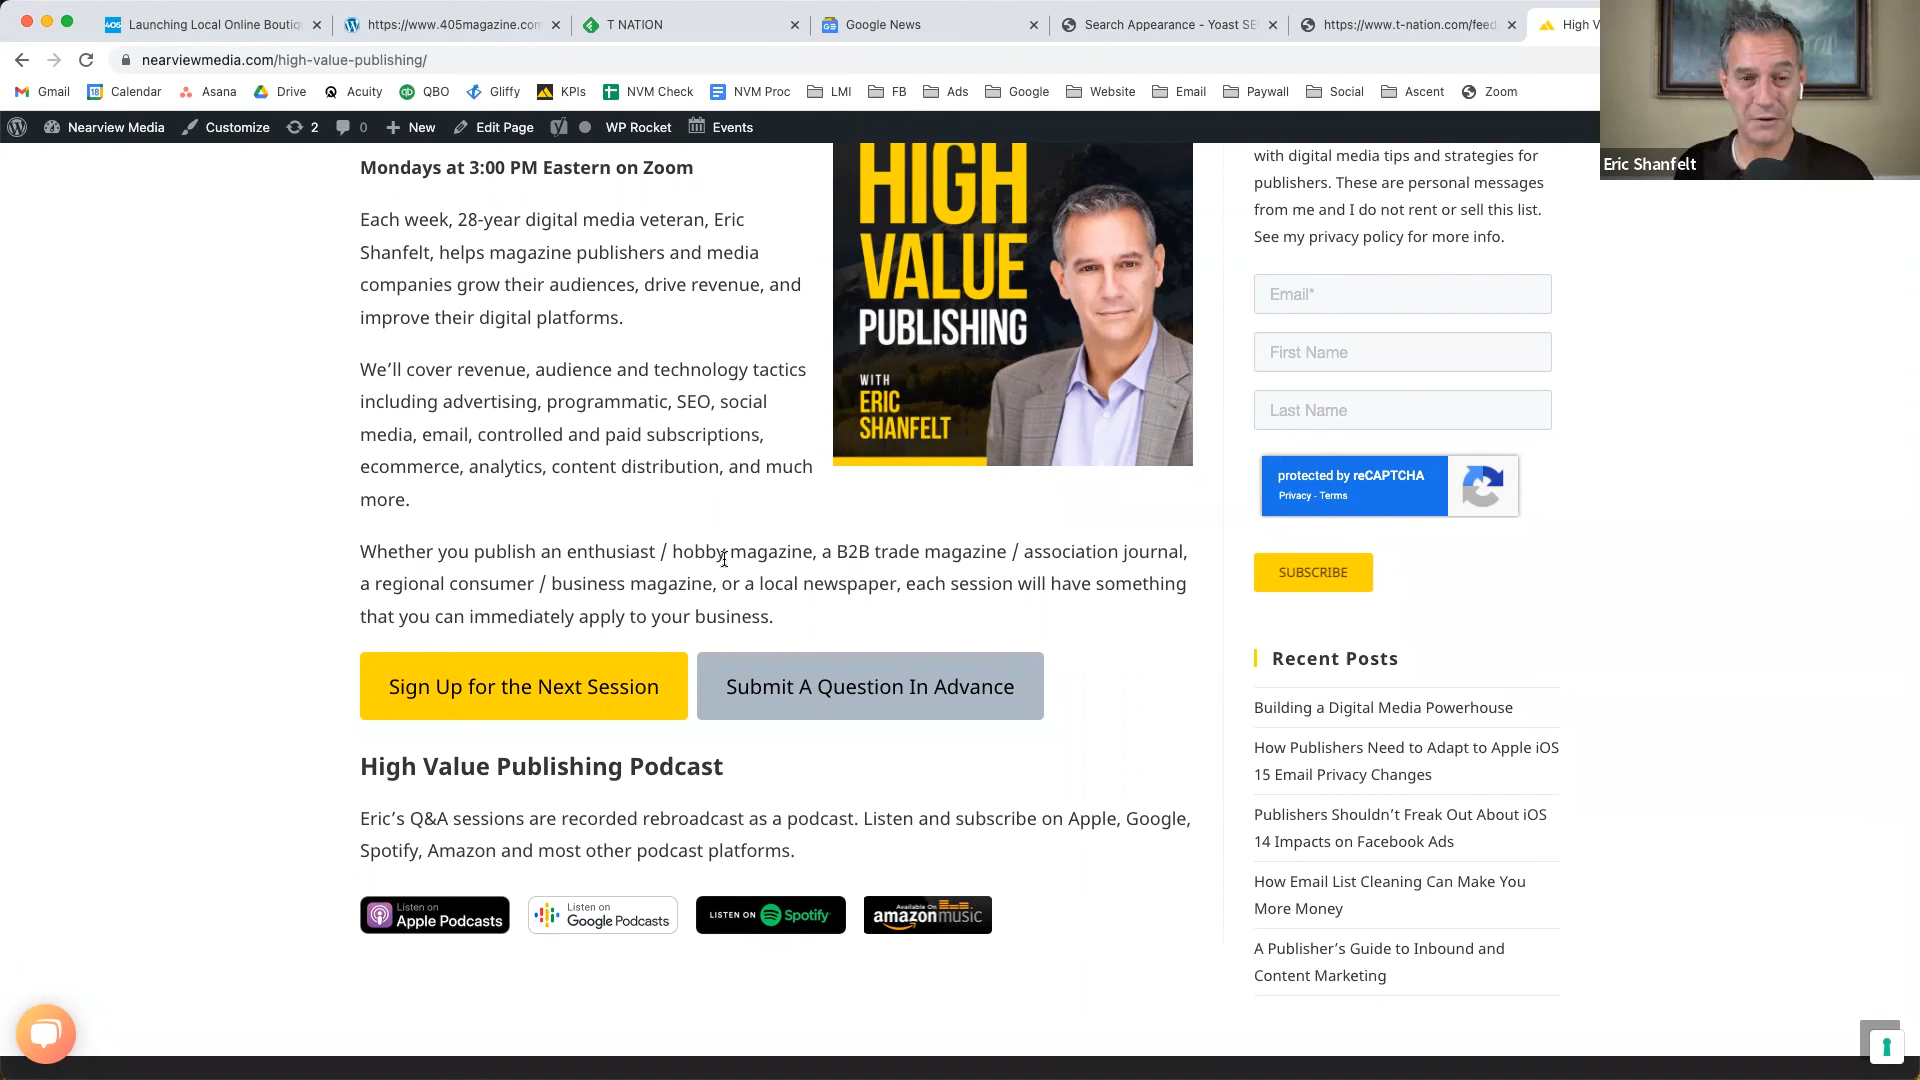 Launching Local Online Boutiq
https://www.405magazine.com
T NATION
Google News
Search Appearance - Yoast SE
https://www.t-nation.com/feed
High V
nearviewmedia.com/high-value-publishing/
Gmail
Calendar
Asana
Drive
Acuity
QBO
Gliffy
KPIs
NVM Check
NVM Proc
LMI
FB
Ads
Google
Website
Email
Paywall
Social
Ascent
Zoom
Nearview Media
Customize
2
0
New
Edit Page
WP Rocket
Events
Eric Shanfelt
Mondays at 3:00 PM Eastern on Zoom
Each week, 28-year digital media veteran, Eric
Shanfelt, helps magazine publishers and media
companies grow their audiences, drive revenue, and
improve their digital platforms.
We’ll cover revenue, audience and technology tactics
including advertising, programmatic, SEO, social
media, email, controlled and paid subscriptions,
ecommerce, analytics, content distribution, and much
more.
HIGH
VALUE
PUBLISHING
WITH
ERIC
SHANFELT
Whether you publish an enthusiast / hobby magazine, a B2B trade magazine / association journal,
a regional consumer / business magazine, or a local newspaper, each session will have something
that you can immediately apply to your business.
Sign Up for the Next Session
Submit A Question In Advance
High Value Publishing Podcast
Eric’s Q&A sessions are recorded rebroadcast as a podcast. Listen and subscribe on Apple, Google,
Spotify, Amazon and most other podcast platforms.
Listen on
Apple Podcasts
Listen on
Google Podcasts
LISTEN ON Spotify
Available On
amazon music
with digital media tips and strategies for
publishers. These are personal messages
from me and I do not rent or sell this list.
See my privacy policy for more info.
Email*
First Name
Last Name
protected by reCAPTCHA
Privacy - Terms
SUBSCRIBE
Recent Posts
Building a Digital Media Powerhouse
How Publishers Need to Adapt to Apple iOS
15 Email Privacy Changes
Publishers Shouldn’t Freak Out About iOS
14 Impacts on Facebook Ads
How Email List Cleaning Can Make You
More Money
A Publisher’s Guide to Inbound and
Content Marketing